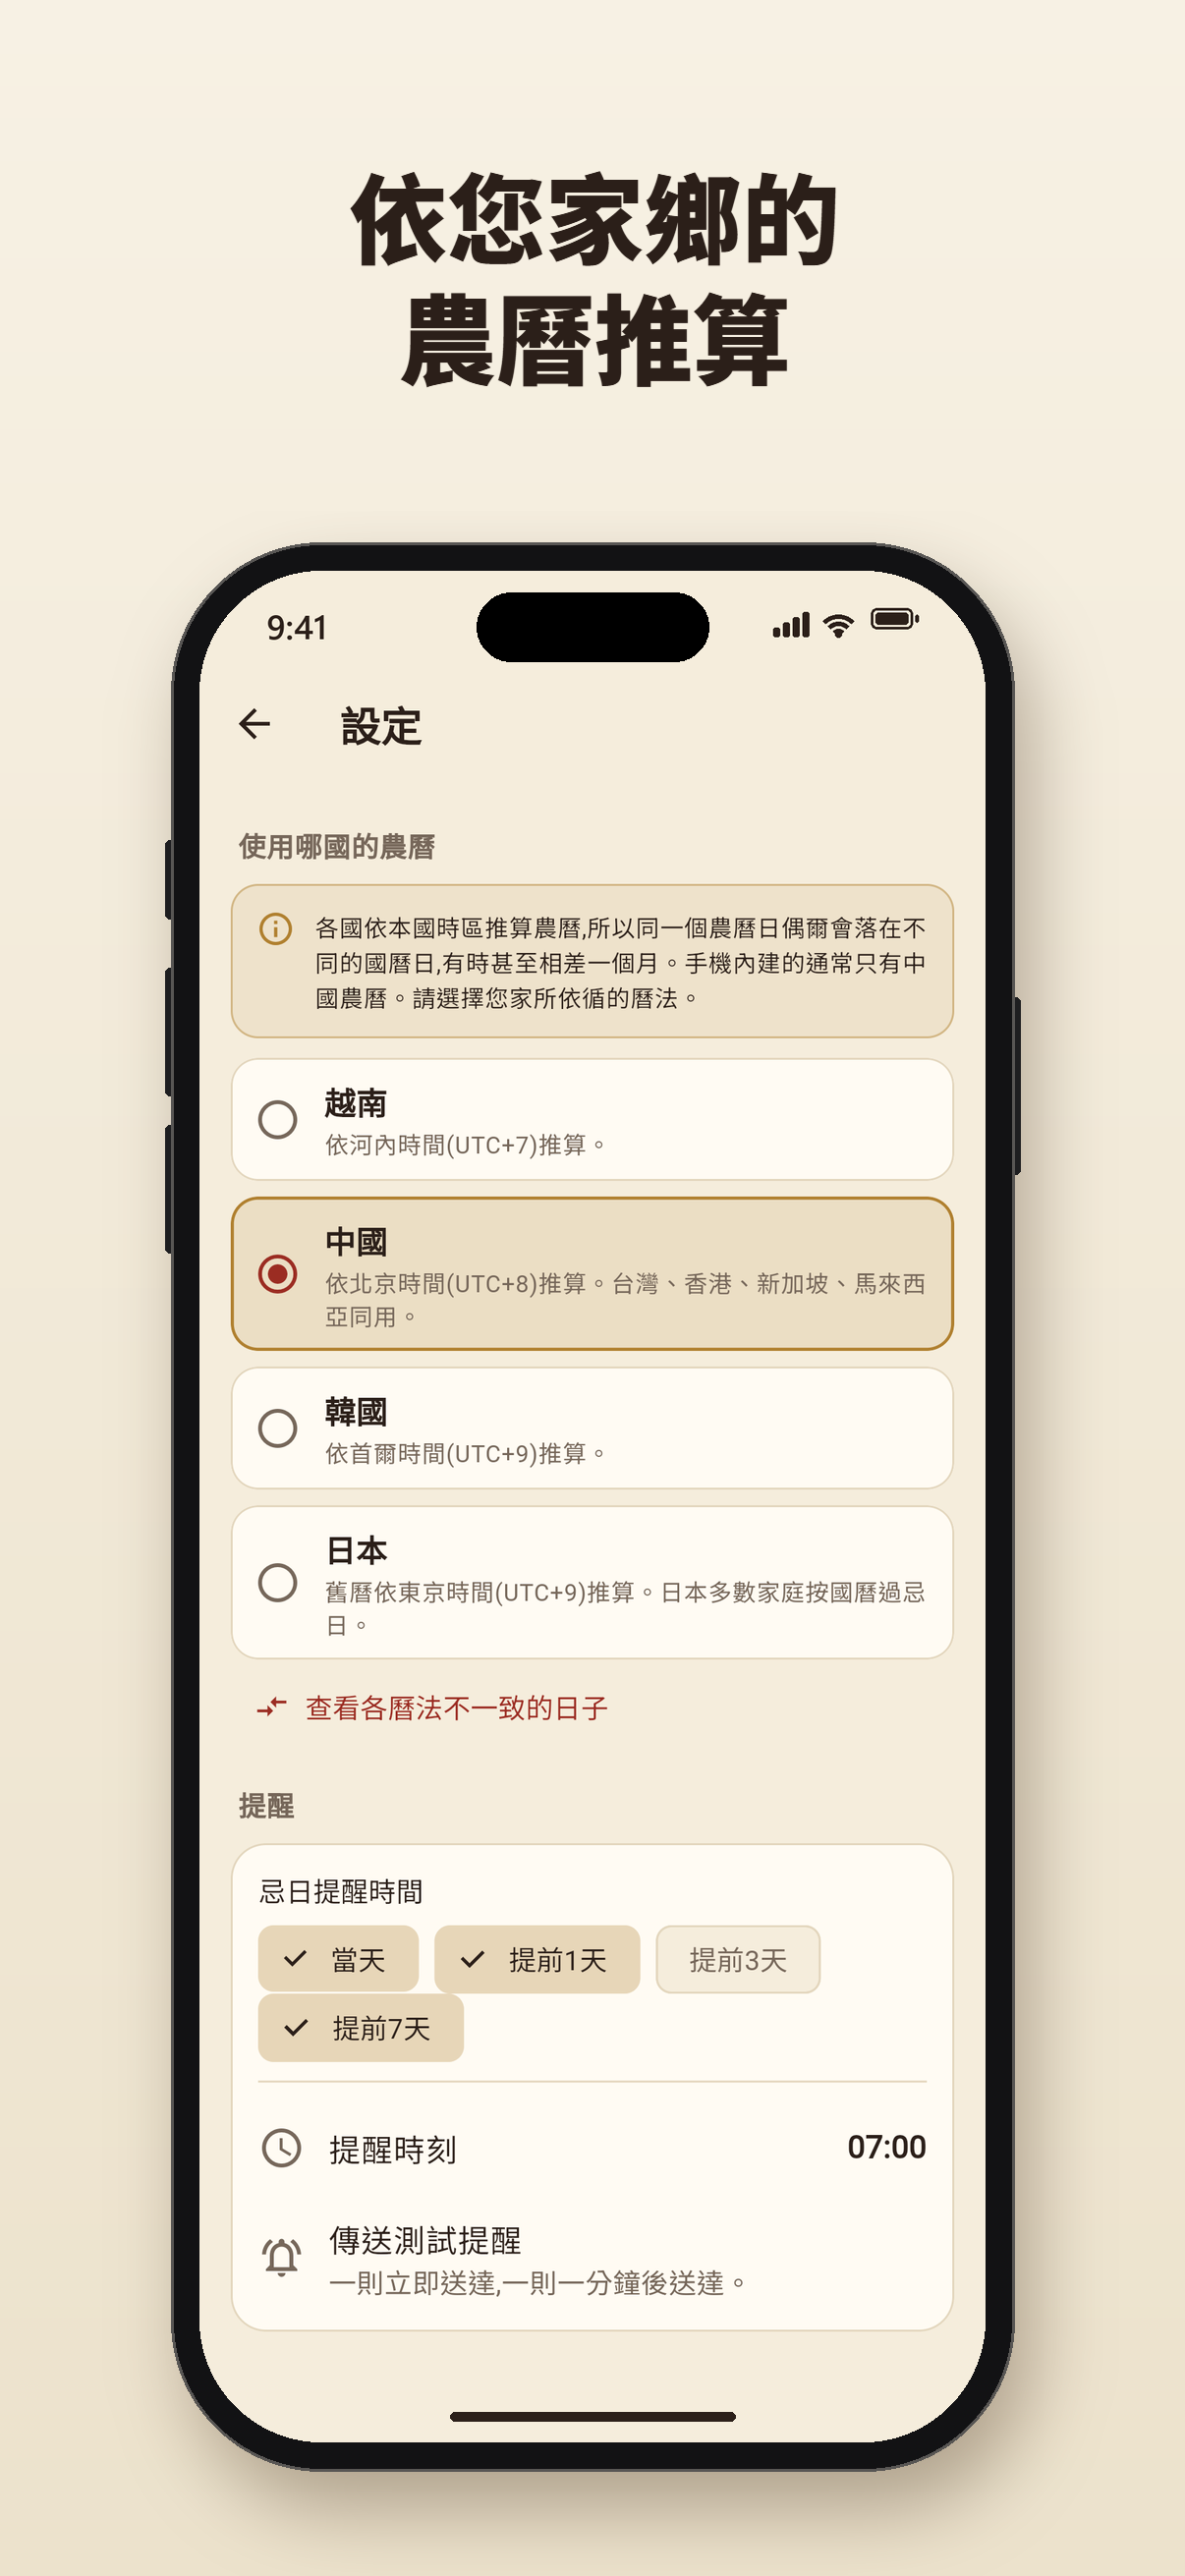 依您家鄉的
農曆推算
9:41
設定
使用哪國的農曆
各國依本國時區推算農曆,所以同一個農曆日偶爾會落在不
同的國曆日,有時甚至相差一個月。手機內建的通常只有中
國農曆。請選擇您家所依循的曆法。
越南
依河內時間(UTC+7)推算。
中國
依北京時間(UTC+8)推算。台灣、香港、新加坡、馬來西
亞同用。
韓國
依首爾時間(UTC+9)推算。
日本
舊曆依東京時間(UTC+9)推算。日本多數家庭按國曆過忌
日。
查看各曆法不一致的日子
提醒
忌日提醒時間
當天 提前1天 提前3天
提前7天
提醒時刻 07:00
傳送測試提醒
一則立即送達,一則一分鐘後送達。